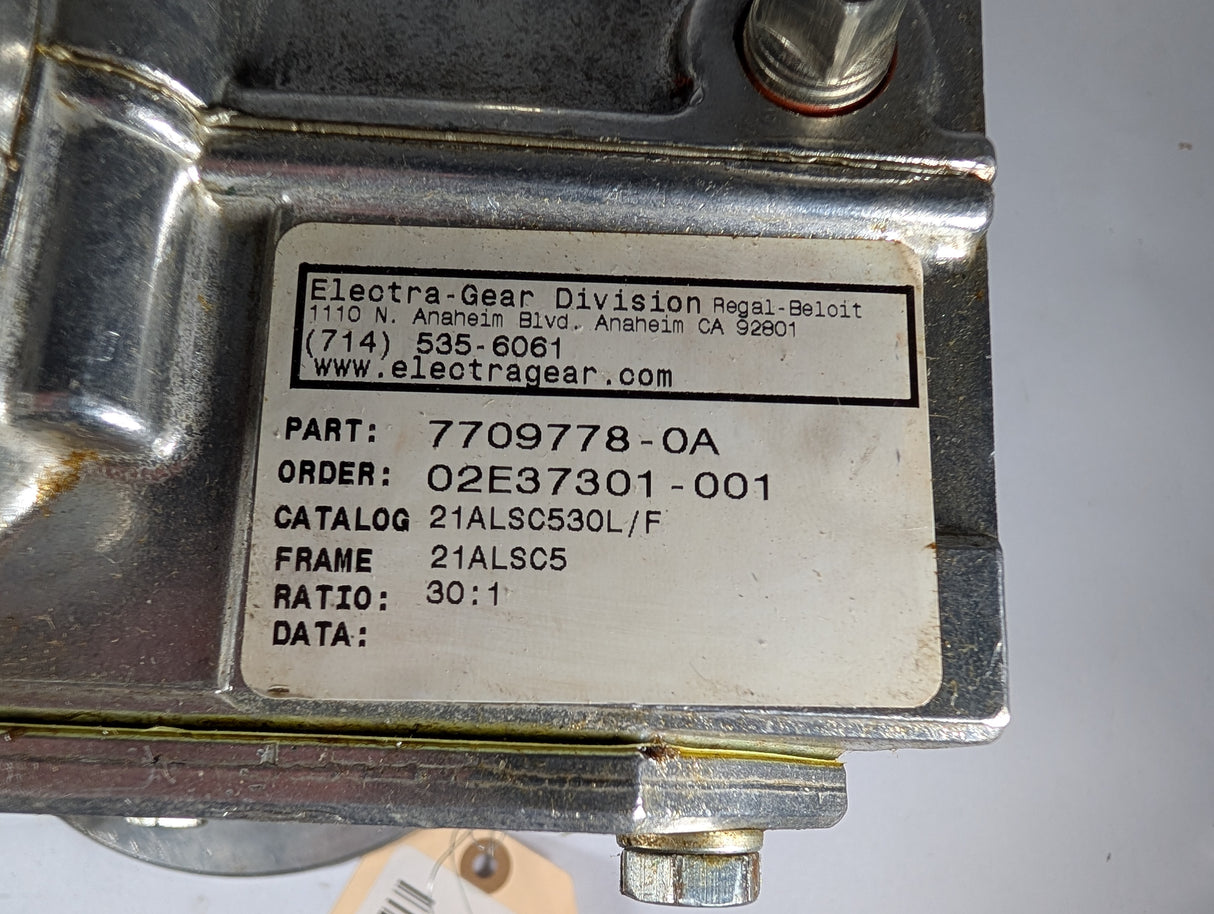 Electra-Gear Division Regal-Beloit
1110 N. Anaheim Blvd. Anaheim CA 92801
(714) 535-6061
www.electragear.com
PART: 7709778-0A
ORDER: 02E37301-001
CATALOG 21ALSC530L/F
FRAME 21ALSC5
RATIO: 30:1
DATA: